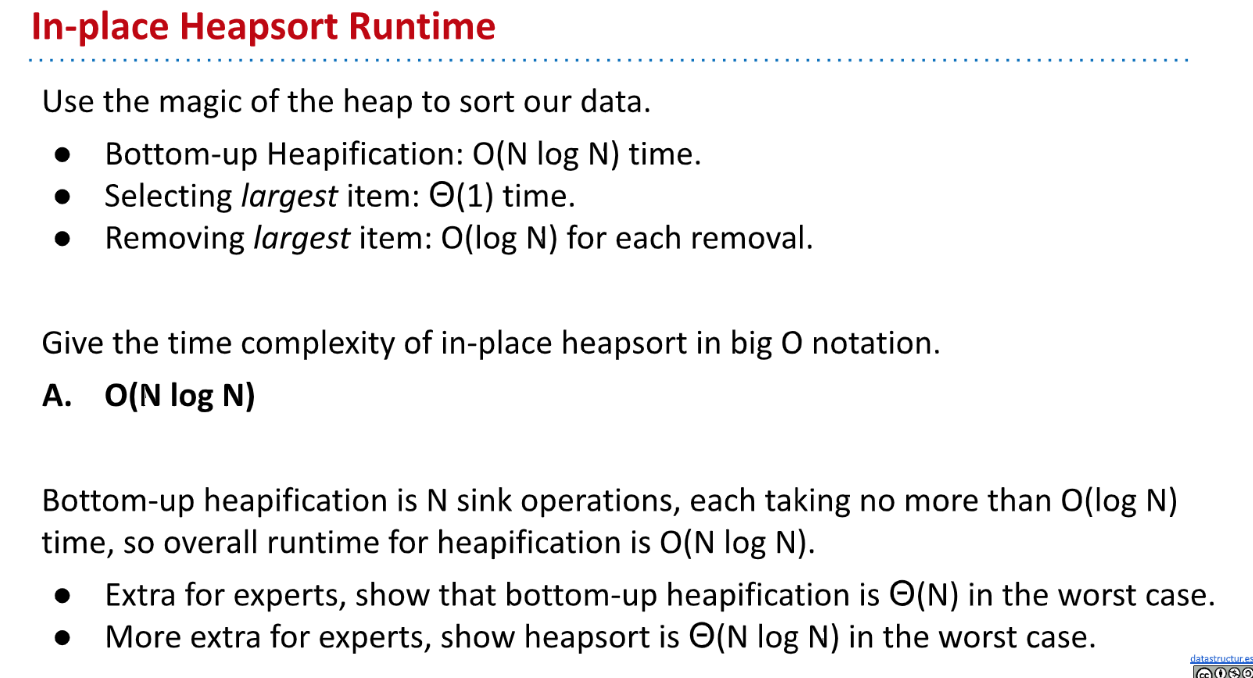 In-place Heapsort Runtime
Use the magic of the heap to sort our data.
● Bottom-up Heapification: O(N log N) time.
● Selecting largest item: Θ(1) time.
● Removing largest item: O(log N) for each removal.
Give the time complexity of in-place heapsort in big O notation.
A. O(N log N)
Bottom-up heapification is N sink operations, each taking no more than O(log N)
time, so overall runtime for heapification is O(N log N).
● Extra for experts, show that bottom-up heapification is Θ(N) in the worst case.
● More extra for experts, show heapsort is Θ(N log N) in the worst case.
datastructur.es